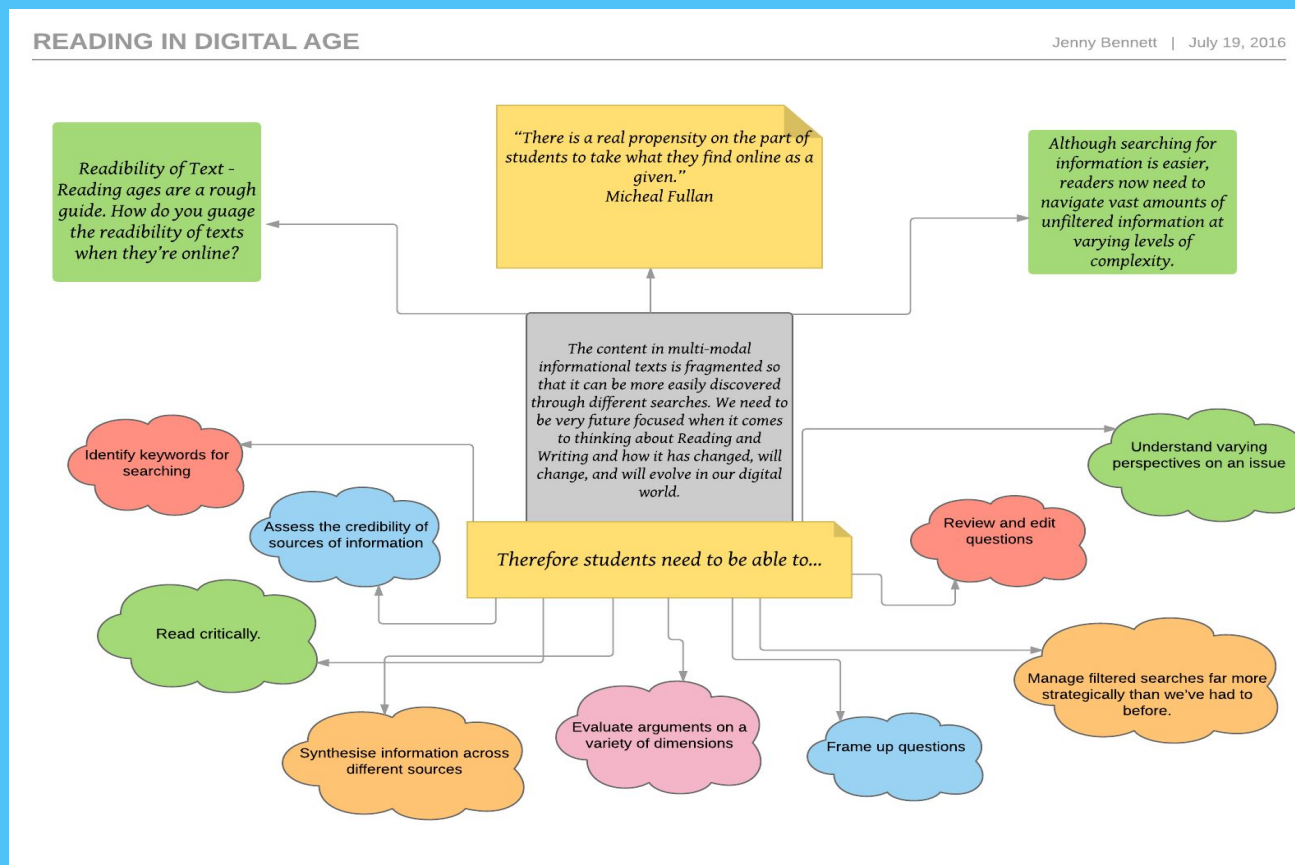 READING IN DIGITAL AGE
Jenny Bennett | July 19, 2016
Readibility of Text -
Reading ages are a rough
guide. How do you guage
the readibility of texts
when they're online?
“There is a real propensity on the part of
students to take what they find online as a
given.”
Micheal Fullan
Although searching for
information is easier,
readers now need to
navigate vast amounts of
unfiltered information at
varying levels of
complexity.
The content in multi-modal
informational texts is fragmented so
that it can be more easily discovered
through different searches. We need to
be very future focused when it comes
to thinking about Reading and
Writing and how it has changed, will
change, and will evolve in our digital
world.
Therefore students need to be able to...
Identify keywords for
searching
Assess the credibility of
sources of information
Read critically.
Synthesise information across
different sources
Evaluate arguments on a
variety of dimensions
Frame up questions
Manage filtered searches far more
strategically than we've had to
before.
Review and edit
questions
Understand varying
perspectives on an issue